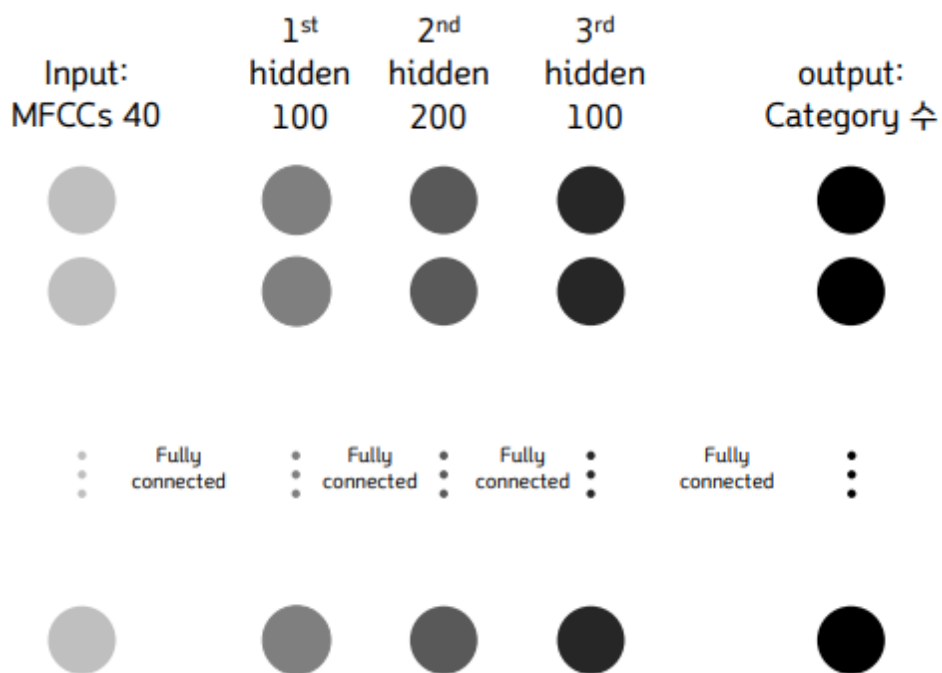 Input:
MFCCs 40
1st
hidden
100
2nd
hidden
200
3rd
hidden
100
output:
Category 수
Fully
connected
Fully
connected
Fully
connected
Fully
connected